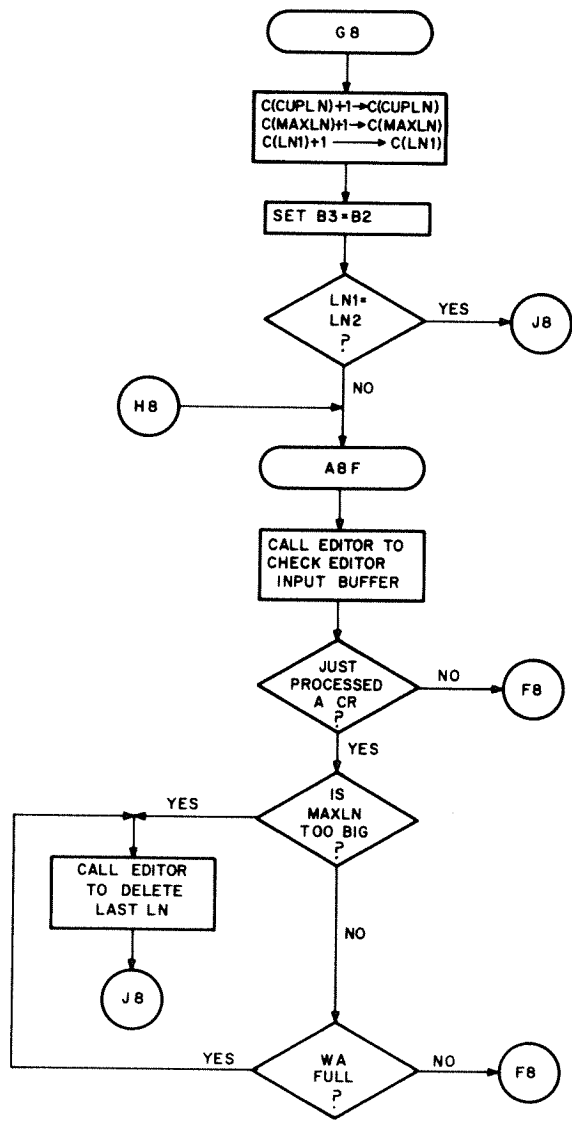 G8
C(CUPLN)+1→C(CUPLN)
C(MAXLN)+1→C(MAXLN)
C(LN1)+1 → C(LN1)
SET B3=B2
LN1=
LN2
?
YES
J8
NO
H8
A8F
CALL EDITOR TO
CHECK EDITOR
INPUT BUFFER
JUST
PROCESSED
A CR
?
NO
F8
YES
IS
MAXLN
TOO BIG
?
YES
CALL EDITOR
TO DELETE
LAST LN
J8
NO
WA
FULL
?
YES
NO
F8